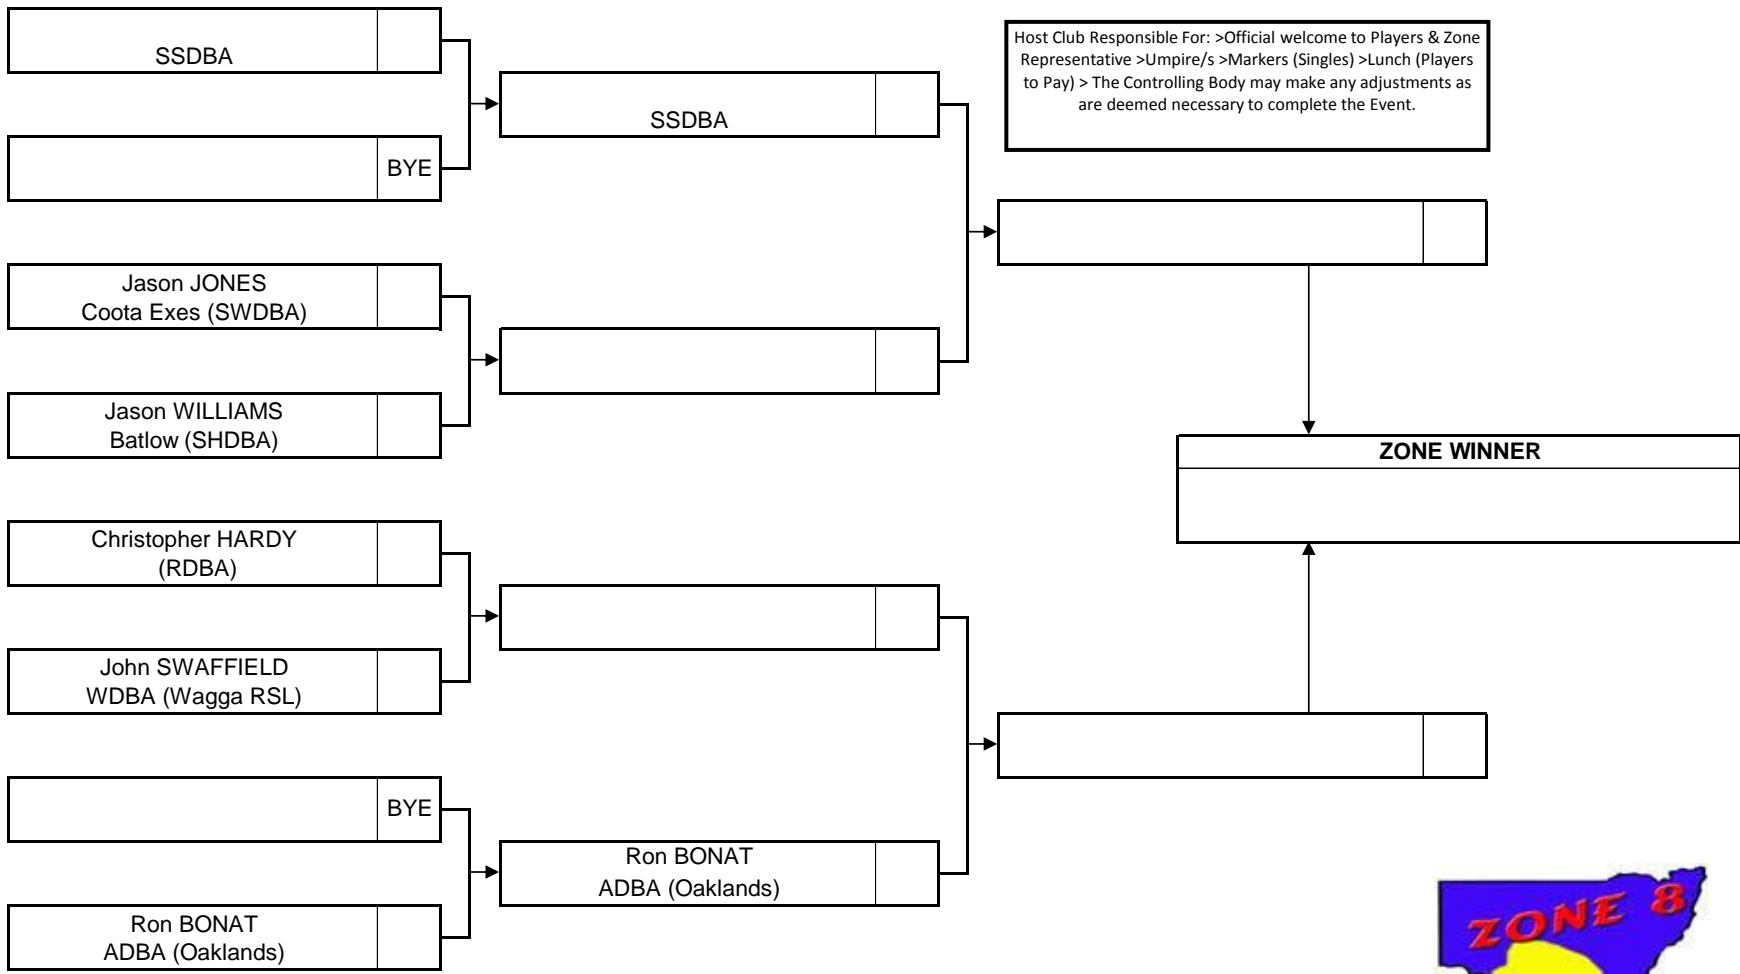 SSDBA
BYE
Jason JONES
Coota Exes (SWDBA)
Jason WILLIAMS
Batlow (SHDBA)
Christopher HARDY
(RDBA)
John SWAFFIELD
WDBA (Wagga RSL)
BYE
Ron BONAT
ADBA (Oaklands)
SSDBA
Ron BONAT
ADBA (Oaklands)
Host Club Responsible For: >Official welcome to Players & Zone
Representative >Umpire/s >Markers (Singles) >Lunch (Players
to Pay) > The Controlling Body may make any adjustments as
are deemed necessary to complete the Event.
ZONE WINNER
ZONE 8